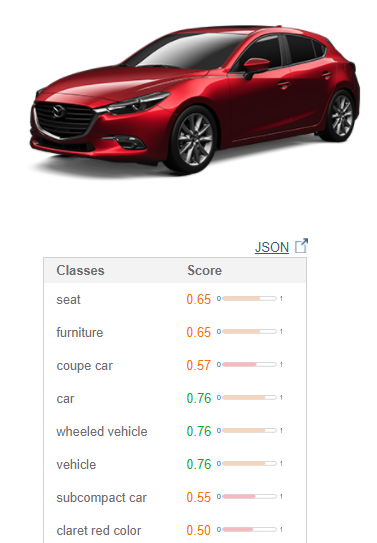 JSON
Classes Score
seat 0.65 0 1
furniture 0.65 0 1
coupe car 0.57 0 1
car 0.76 0 1
wheeled vehicle 0.76 0 1
vehicle 0.76 0 1
subcompact car 0.55 0 1
claret red color 0.50 0 1